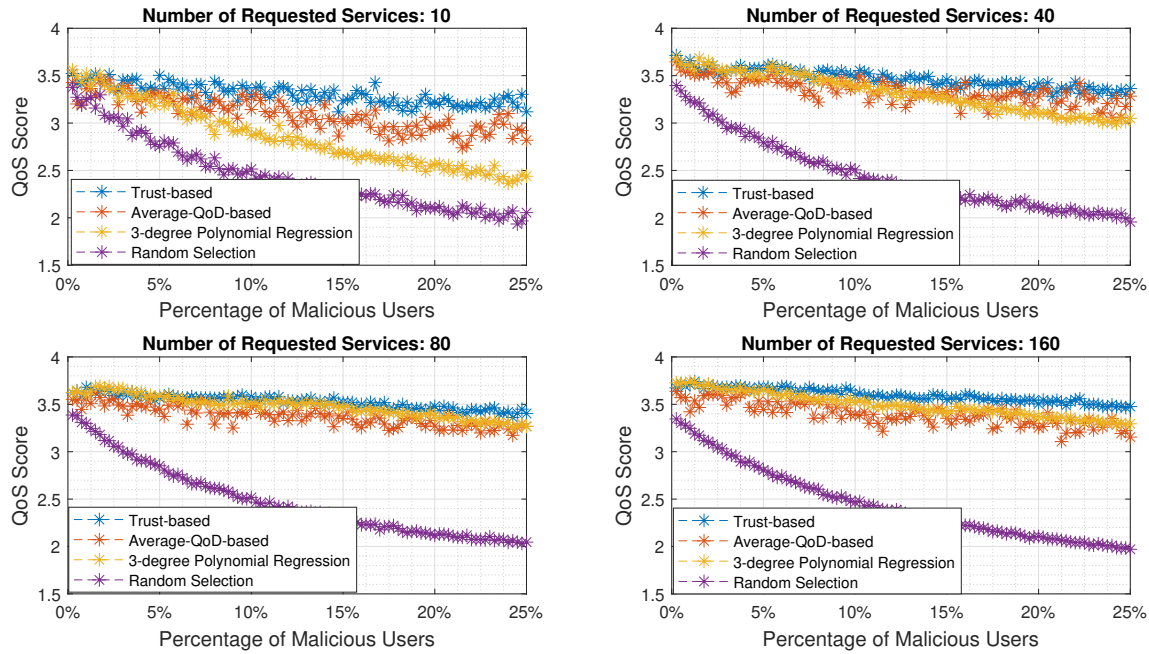 Number of Requested Services: 10
4
3.5
3
2.5
2
1.5
QoS Score
Trust-based
Average-QoD-based
3-degree Polynomial Regression
Random Selection
0% 5% 10% 15% 20% 25%
Percentage of Malicious Users
Number of Requested Services: 40
4
3.5
3
2.5
2
1.5
QoS Score
Trust-based
Average-QoD-based
3-degree Polynomial Regression
Random Selection
0% 5% 10% 15% 20% 25%
Percentage of Malicious Users
Number of Requested Services: 80
4
3.5
3
2.5
2
1.5
QoS Score
Trust-based
Average-QoD-based
3-degree Polynomial Regression
Random Selection
0% 5% 10% 15% 20% 25%
Percentage of Malicious Users
Number of Requested Services: 160
4
3.5
3
2.5
2
1.5
QoS Score
Trust-based
Average-QoD-based
3-degree Polynomial Regression
Random Selection
0% 5% 10% 15% 20% 25%
Percentage of Malicious Users